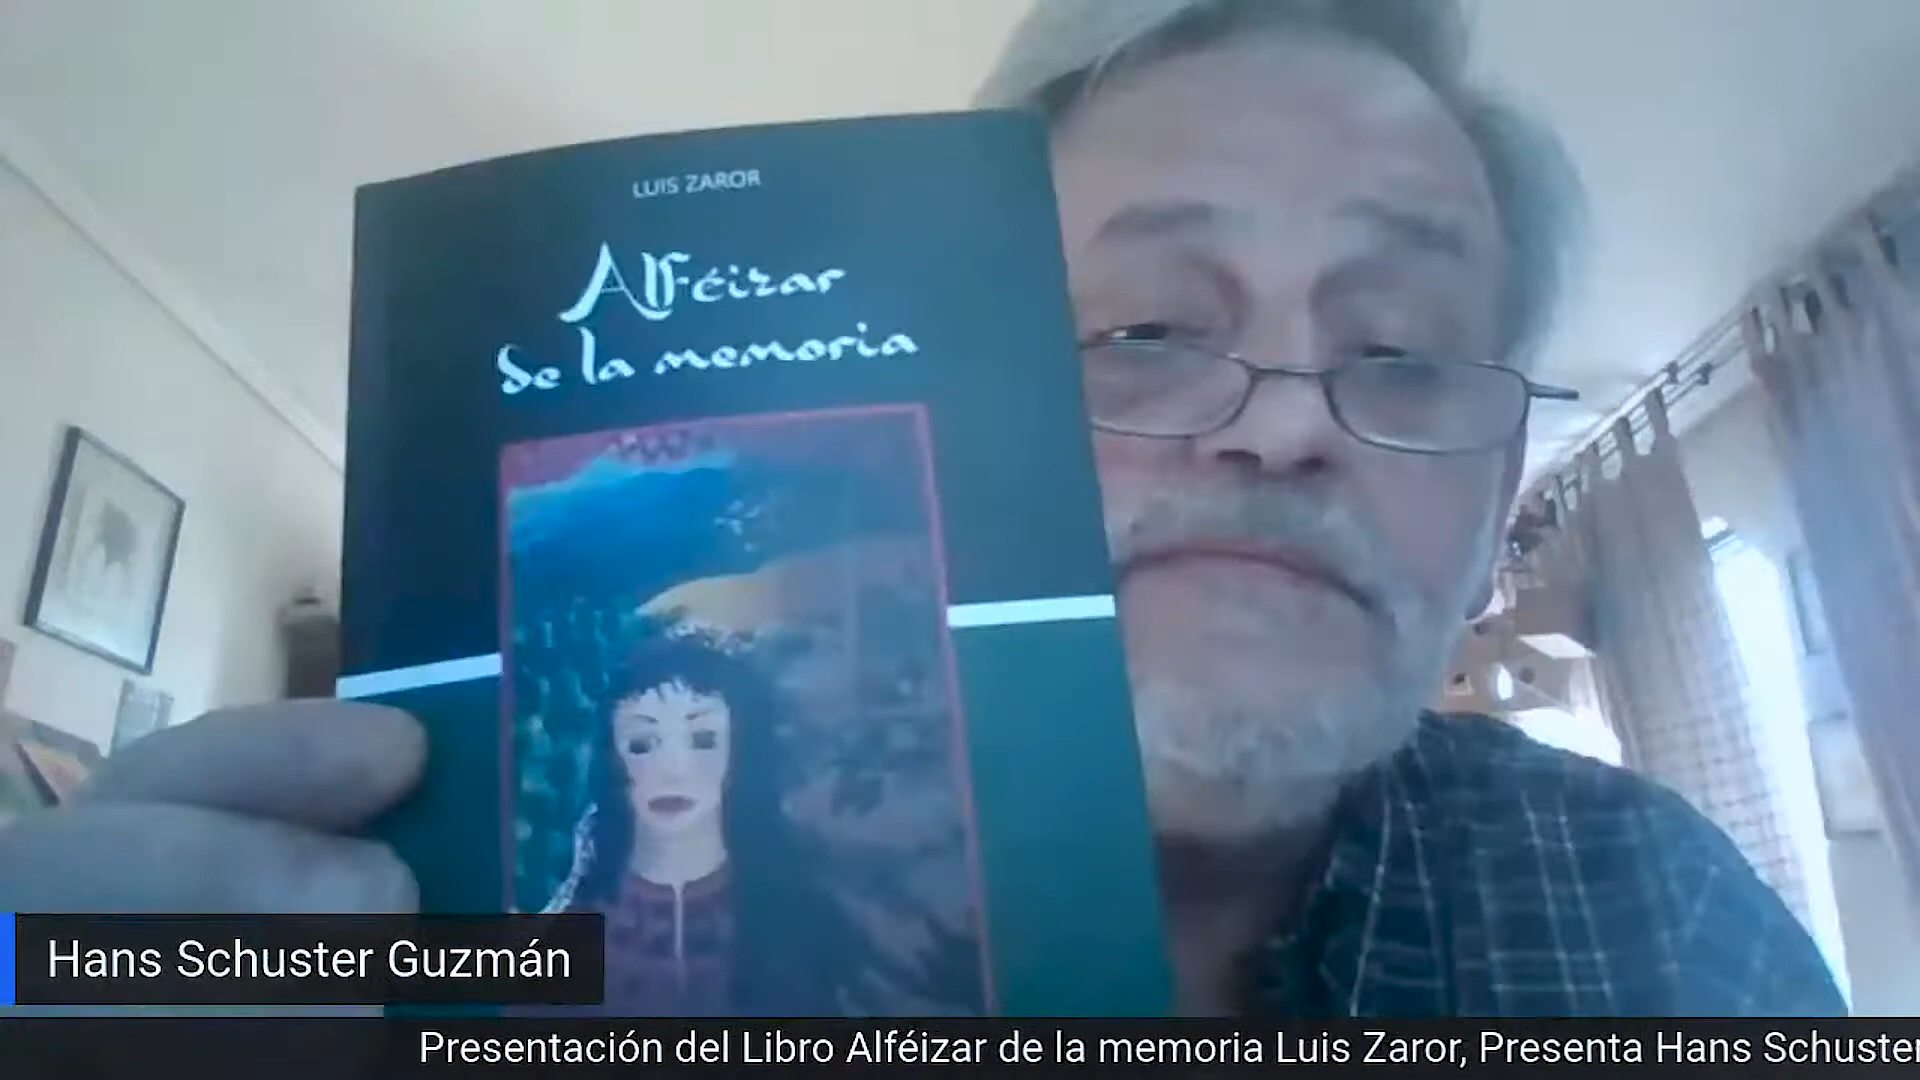 LUIS ZAROR
Alféizar
de la memoria
Hans Schuster Guzmán
Presentación del Libro Alféizar de la memoria Luis Zaror, Presenta Hans Schuster